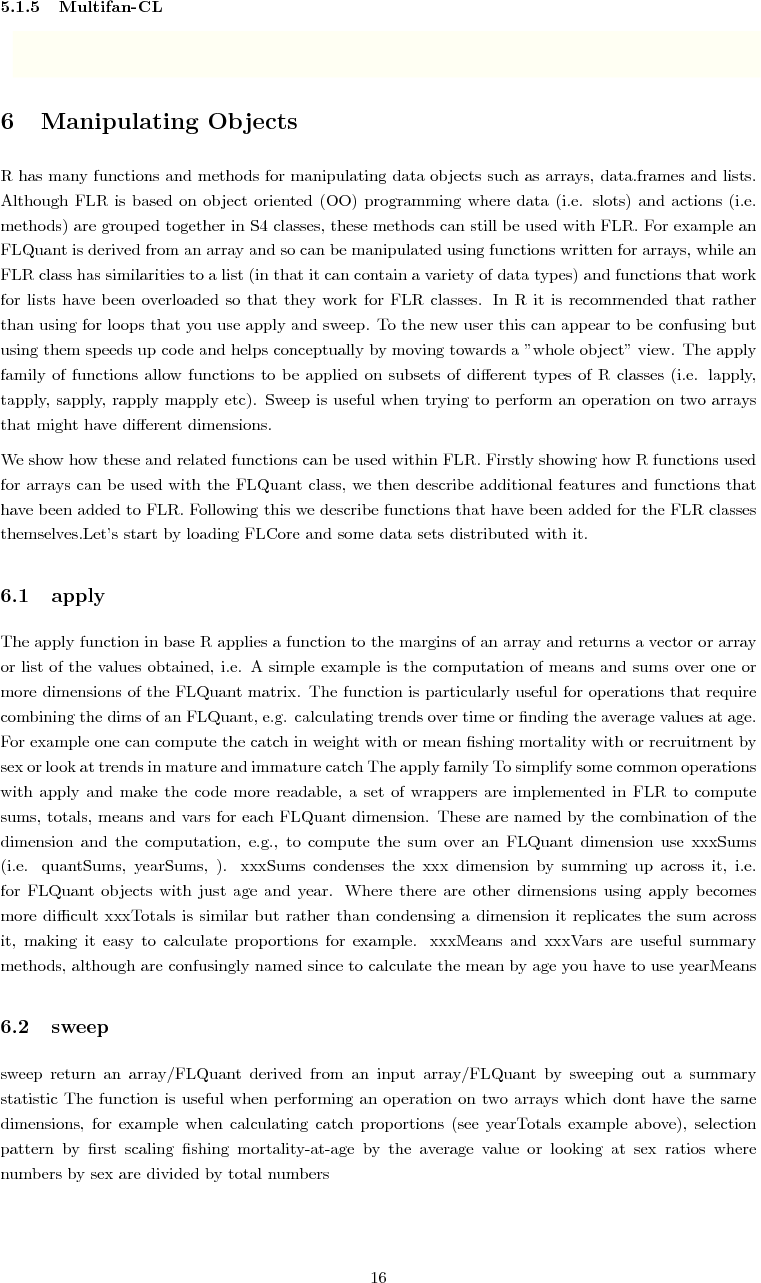 5.1.5 Multifan-CL
6 Manipulating Objects
R has many functions and methods for manipulating data objects such as arrays, data.frames and lists.
Although FLR is based on object oriented (OO) programming where data (i.e. slots) and actions (i.e.
methods) are grouped together in S4 classes, these methods can still be used with FLR. For example an
FLQuant is derived from an array and so can be manipulated using functions written for arrays, while an
FLR class has similarities to a list (in that it can contain a variety of data types) and functions that work
for lists have been overloaded so that they work for FLR classes. In R it is recommended that rather
than using for loops that you use apply and sweep. To the new user this can appear to be confusing but
using them speeds up code and helps conceptually by moving towards a ”whole object” view. The apply
family of functions allow functions to be applied on subsets of different types of R classes (i.e. lapply,
tapply, sapply, rapply mapply etc). Sweep is useful when trying to perform an operation on two arrays
that might have different dimensions.
We show how these and related functions can be used within FLR. Firstly showing how R functions used
for arrays can be used with the FLQuant class, we then describe additional features and functions that
have been added to FLR. Following this we describe functions that have been added for the FLR classes
themselves.Let's start by loading FLCore and some data sets distributed with it.
6.1 apply
The apply function in base R applies a function to the margins of an array and returns a vector or array
or list of the values obtained, i.e. A simple example is the computation of means and sums over one or
more dimensions of the FLQuant matrix. The function is particularly useful for operations that require
combining the dims of an FLQuant, e.g. calculating trends over time or finding the average values at age.
For example one can compute the catch in weight with or mean fishing mortality with or recruitment by
sex or look at trends in mature and immature catch The apply family To simplify some common operations
with apply and make the code more readable, a set of wrappers are implemented in FLR to compute
sums, totals, means and vars for each FLQuant dimension. These are named by the combination of the
dimension and the computation, e.g., to compute the sum over an FLQuant dimension use xxxSums
(i.e. quantSums, yearSums, ). xxxSums condenses the xxx dimension by summing up across it, i.e.
for FLQuant objects with just age and year. Where there are other dimensions using apply becomes
more difficult xxxTotals is similar but rather than condensing a dimension it replicates the sum across
it, making it easy to calculate proportions for example. xxxMeans and xxxVars are useful summary
methods, although are confusingly named since to calculate the mean by age you have to use yearMeans
6.2 sweep
sweep return an array/FLQuant derived from an input array/FLQuant by sweeping out a summary
statistic The function is useful when performing an operation on two arrays which dont have the same
dimensions, for example when calculating catch proportions (see yearTotals example above), selection
pattern by first scaling fishing mortality-at-age by the average value or looking at sex ratios where
numbers by sex are divided by total numbers
16